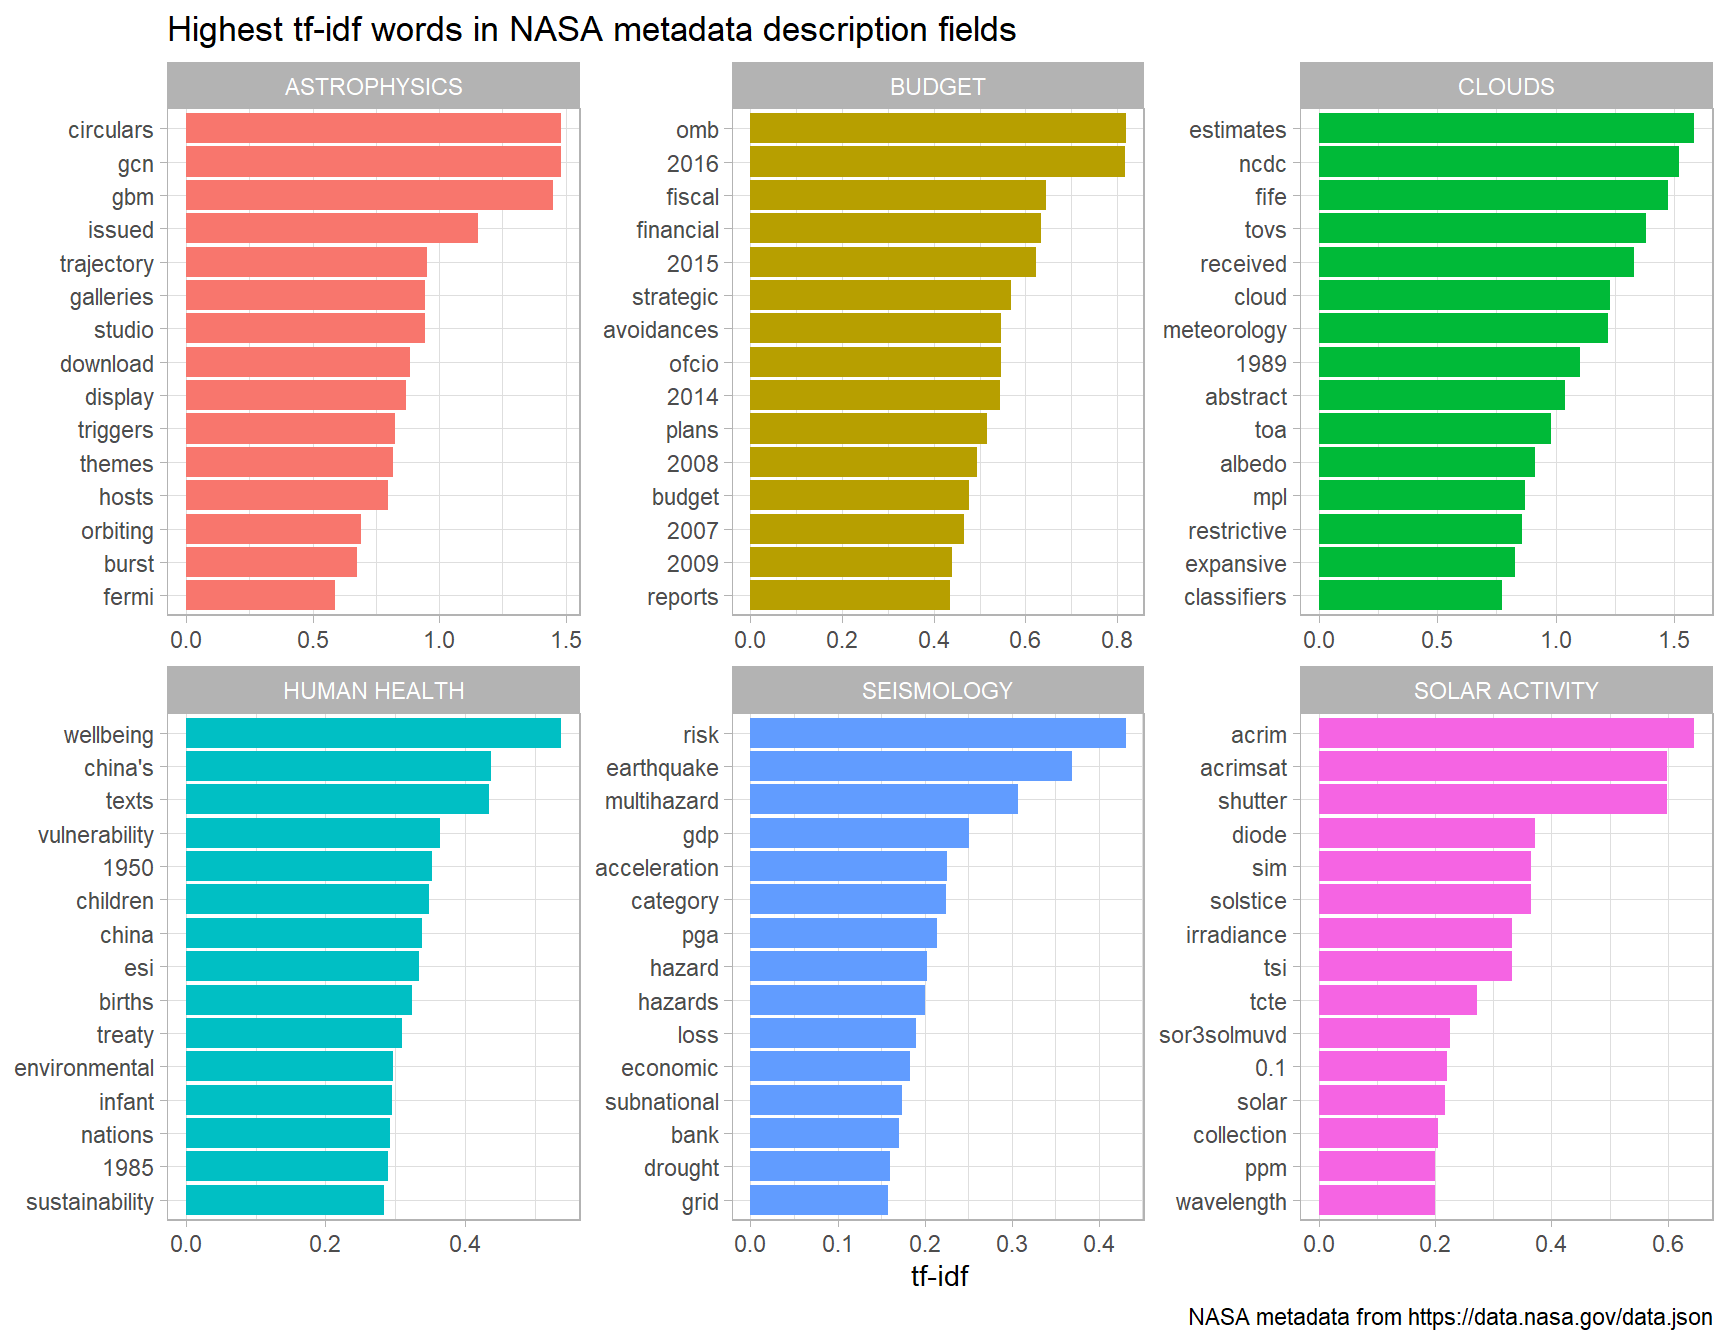 Highest tf-idf words in NASA metadata description fields
ASTROPHYSICS
circulars
gcn
gbm
issued
trajectory
galleries
studio
download
display
triggers
themes
hosts
orbiting
burst
fermi
0.0 0.5 1.0 1.5
BUDGET
omb
2016
fiscal
financial
2015
strategic
avoidances
ofcio
2014
plans
2008
budget
2007
2009
reports
0.0 0.2 0.4 0.6 0.8
CLOUDS
estimates
ncdc
fife
tovs
received
cloud
meteorology
1989
abstract
toa
albedo
mpl
restrictive
expansive
classifiers
0.0 0.5 1.0 1.5
HUMAN HEALTH
wellbeing
china's
texts
vulnerability
1950
children
china
esi
births
treaty
environmental
infant
nations
1985
sustainability
0.0 0.2 0.4
SEISMOLOGY
risk
earthquake
multihazard
gdp
acceleration
category
pga
hazard
hazards
loss
economic
subnational
bank
drought
grid
0.0 0.1 0.2 0.3 0.4
SOLAR ACTIVITY
acrim
acrimsat
shutter
diode
sim
solstice
irradiance
tsi
tcte
sor3solmuvd
0.1
solar
collection
ppm
wavelength
0.0 0.2 0.4 0.6
tf-idf
NASA metadata from https://data.nasa.gov/data.json